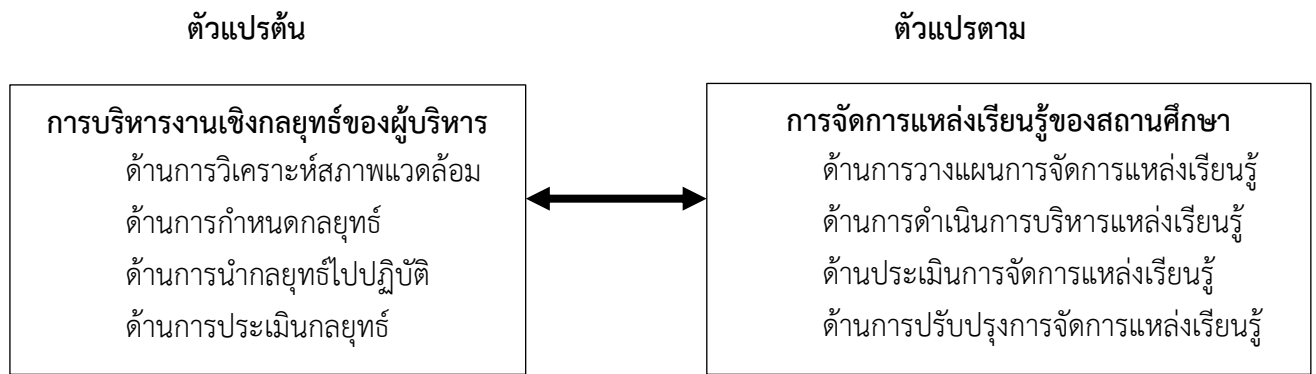 ตัวแปรต้น
ตัวแปรตาม
การบริหารงานเชิงกลยุทธ์ของผู้บริหาร
ด้านการวิเคราะห์สภาพแวดล้อม
ด้านการกำหนดกลยุทธ์
ด้านการนำกลยุทธ์ไปปฏิบัติ
ด้านการประเมินกลยุทธ์
การจัดการแหล่งเรียนรู้ของสถานศึกษา
ด้านการวางแผนการจัดการแหล่งเรียนรู้
ด้านการดำเนินการบริหารแหล่งเรียนรู้
ด้านประเมินการจัดการแหล่งเรียนรู้
ด้านการปรับปรุงการจัดการแหล่งเรียนรู้